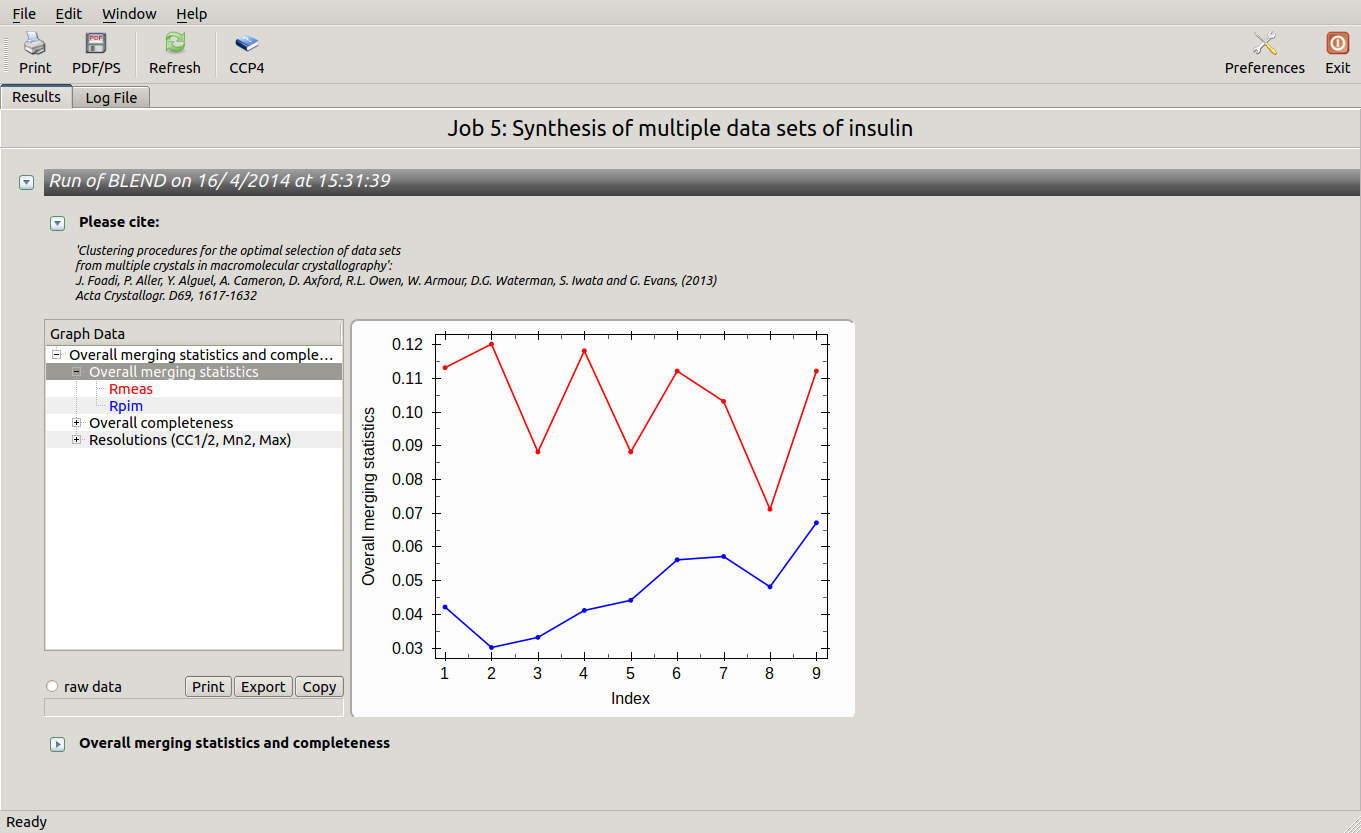 File Edit Window Help
Print PDF/PS Refresh CCP4 Preferences Exit
Results Log File
Job 5: Synthesis of multiple data sets of insulin
Run of BLEND on 16/ 4/2014 at 15:31:39
Please cite:
'Clustering procedures for the optimal selection of data sets
from multiple crystals in macromolecular crystallography':
J. Foadi, P. Aller, Y. Alguel, A. Cameron, D. Axford, R.L. Owen, W. Armour, D.G. Waterman, S. Iwata and G. Evans, (2013)
Acta Crystallogr. D69, 1617-1632
Graph Data
Overall merging statistics and comple...
Overall merging statistics
Rmeas
Rpim
Overall completeness
Resolutions (CC1/2, Mn2, Max)
raw data Print Export Copy
Overall merging statistics
0.12
0.11
0.10
0.09
0.08
0.07
0.06
0.05
0.04
0.03
1 2 3 4 5 6 7 8 9
Index
Overall merging statistics and completeness
Ready